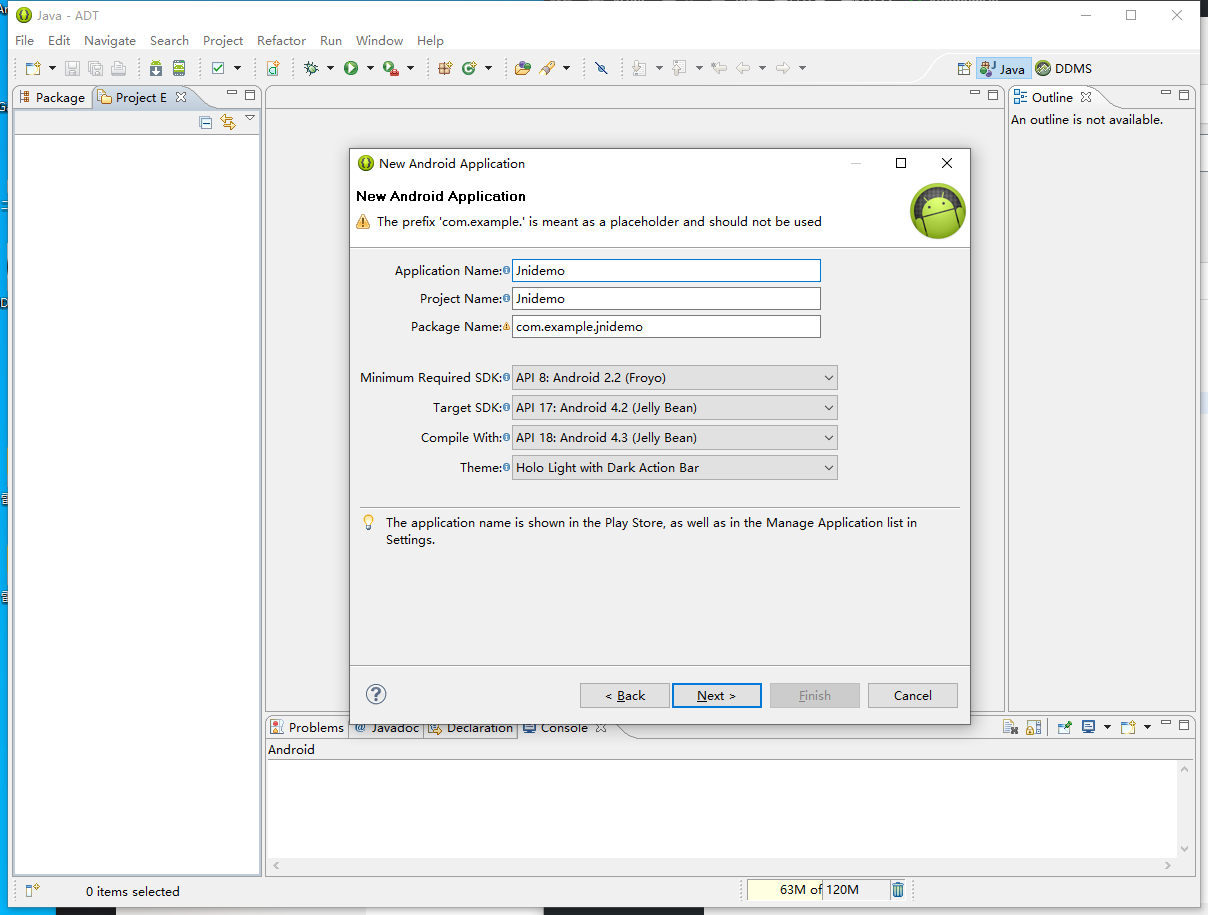 Java - ADT
File Edit Navigate Search Project Refactor Run Window Help
Java DDMS
Package Project E
Outline
An outline is not available.
New Android Application
New Android Application
The prefix 'com.example.' is meant as a placeholder and should not be used
Application Name: Jnidemo
Project Name: Jnidemo
Package Name: com.example.jnidemo
Minimum Required SDK: API 8: Android 2.2 (Froyo)
Target SDK: API 17: Android 4.2 (Jelly Bean)
Compile With: API 18: Android 4.3 (Jelly Bean)
Theme: Holo Light with Dark Action Bar
The application name is shown in the Play Store, as well as in the Manage Application list in
Settings.
< Back Next > Finish Cancel
Problems @ Javadoc Declaration Console
Android
0 items selected
63M of 120M